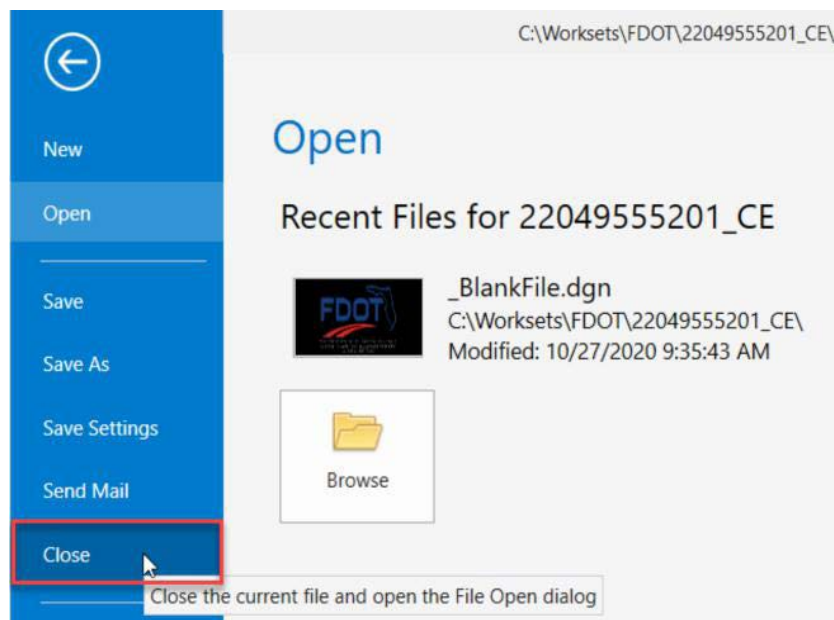 C:\Worksets\FDOT\22049555201_CE\
New
Open
Save
Save As
Save Settings
Send Mail
Close
Open
Recent Files for 22049555201_CE
FDOT
_BlankFile.dgn
C:\Worksets\FDOT\22049555201_CE\
Modified: 10/27/2020 9:35:43 AM
Browse
Close the current file and open the File Open dialog